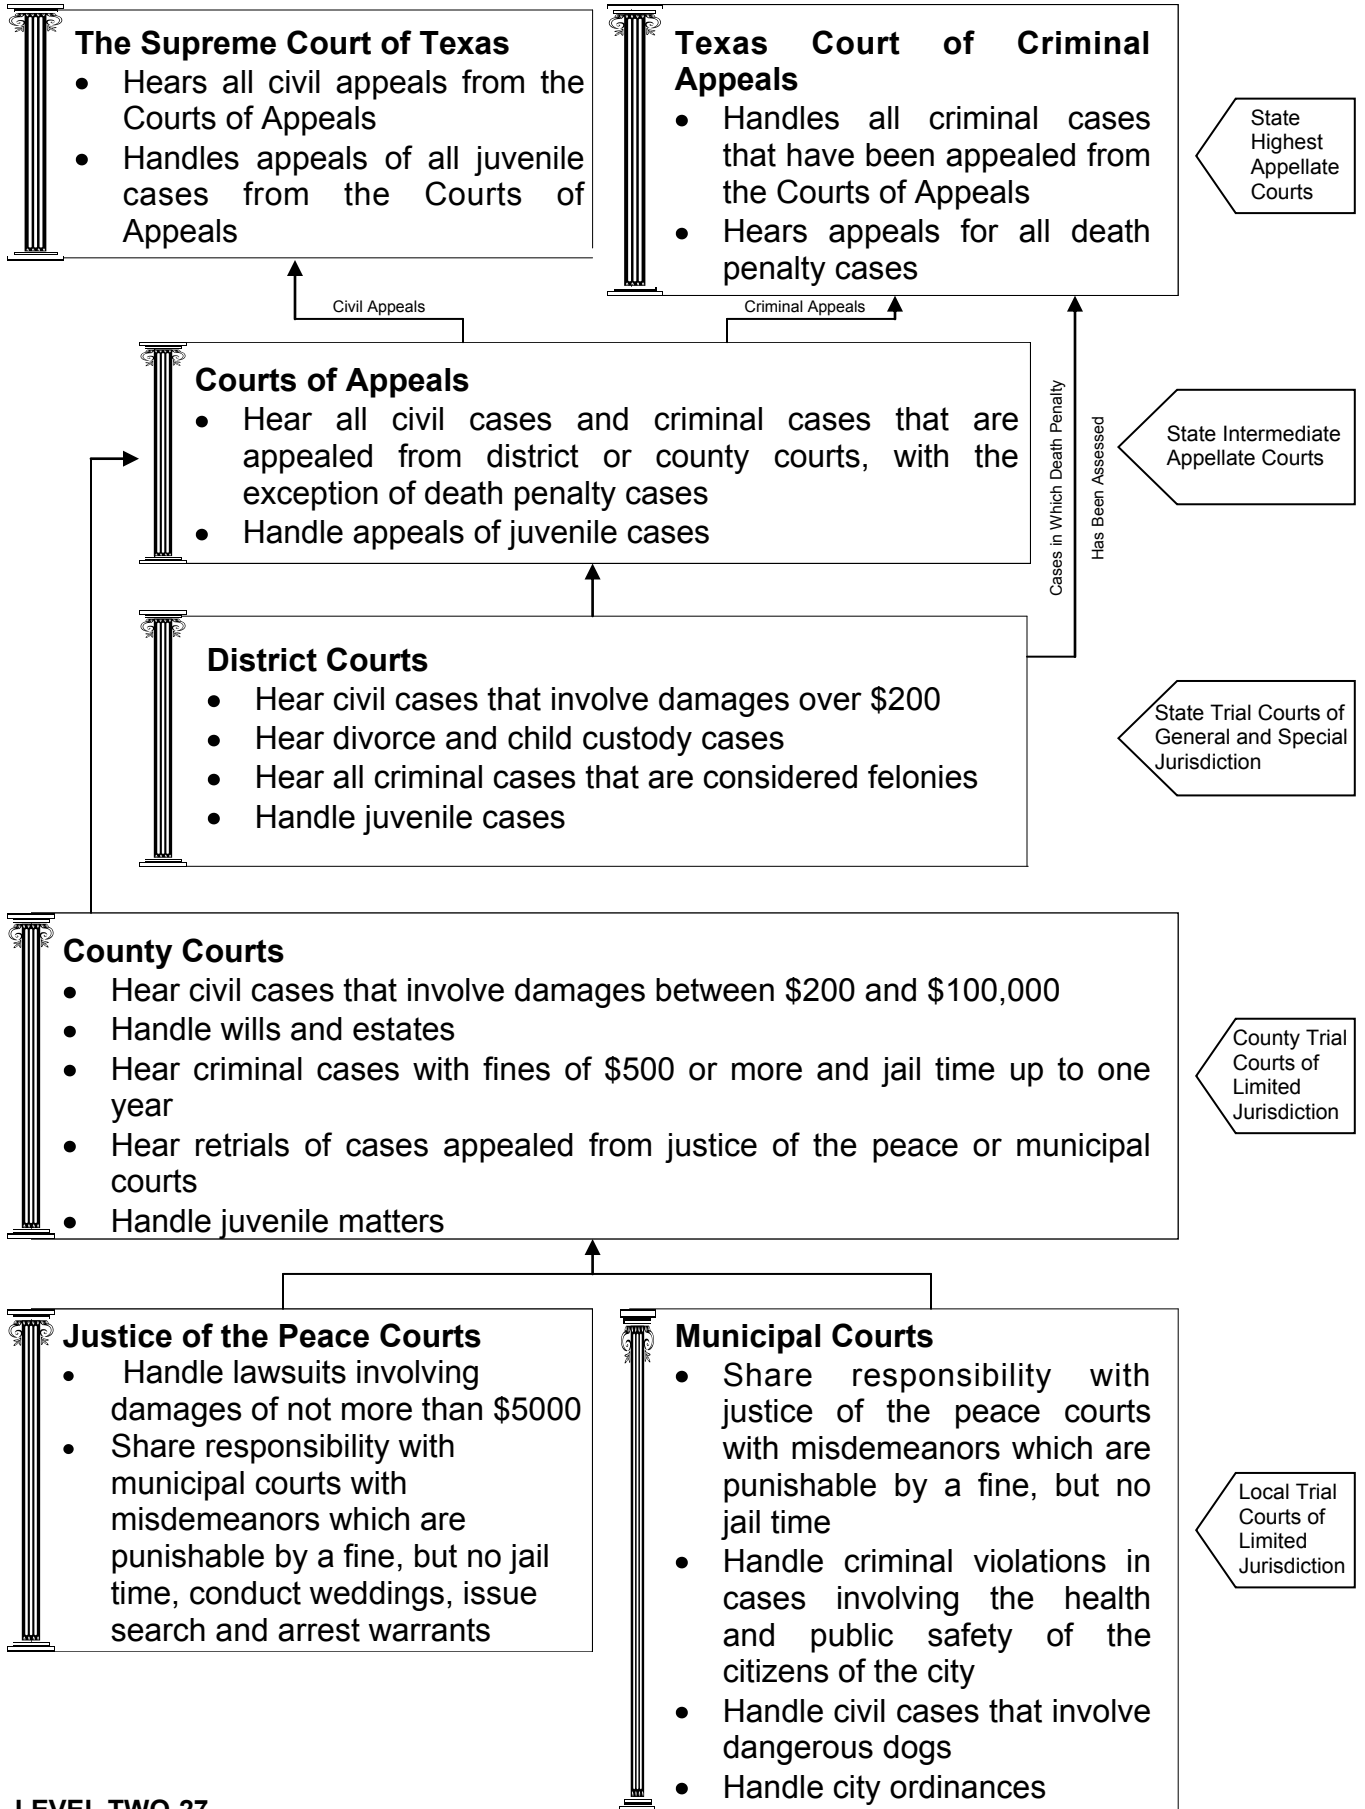 The Supreme Court of Texas
• Hears all civil appeals from the
Courts of Appeals
• Handles appeals of all juvenile
cases from the Courts of
Appeals
Texas Court of Criminal
Appeals
• Handles all criminal cases
that have been appealed from
the Courts of Appeals
• Hears appeals for all death
penalty cases
State
Highest
Appellate
Courts
Civil Appeals
Criminal Appeals
Courts of Appeals
• Hear all civil cases and criminal cases that are
appealed from district or county courts, with the
exception of death penalty cases
• Handle appeals of juvenile cases
Cases in Which Death Penalty
Has Been Assessed
State Intermediate
Appellate Courts
District Courts
• Hear civil cases that involve damages over $200
• Hear divorce and child custody cases
• Hear all criminal cases that are considered felonies
• Handle juvenile cases
State Trial Courts of
General and Special
Jurisdiction
County Courts
• Hear civil cases that involve damages between $200 and $100,000
• Handle wills and estates
• Hear criminal cases with fines of $500 or more and jail time up to one
year
• Hear retrials of cases appealed from justice of the peace or municipal
courts
• Handle juvenile matters
County Trial
Courts of
Limited
Jurisdiction
Justice of the Peace Courts
• Handle lawsuits involving
damages of not more than $5000
• Share responsibility with
municipal courts with
misdemeanors which are
punishable by a fine, but no jail
time, conduct weddings, issue
search and arrest warrants
Municipal Courts
• Share responsibility with
justice of the peace courts
with misdemeanors which are
punishable by a fine, but no
jail time
• Handle criminal violations in
cases involving the health
and public safety of the
citizens of the city
• Handle civil cases that involve
dangerous dogs
• Handle city ordinances
Local Trial
Courts of
Limited
Jurisdiction
LEVEL TWO-27